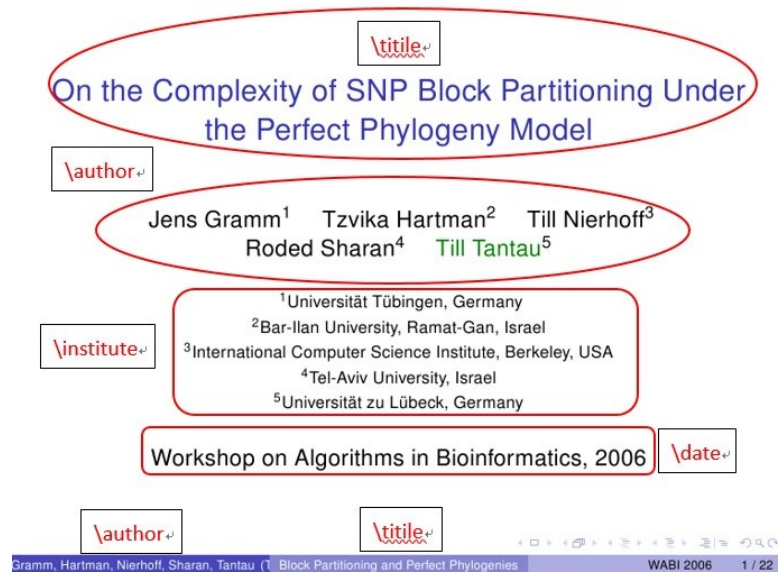 \titile
On the Complexity of SNP Block Partitioning Under
the Perfect Phylogeny Model
\author
Jens Gramm1 Tzvika Hartman2 Till Nierhoff3
Roded Sharan4 Till Tantau5
1Universität Tübingen, Germany
2Bar-Ilan University, Ramat-Gan, Israel
\institute
3International Computer Science Institute, Berkeley, USA
4Tel-Aviv University, Israel
5Universität zu Lübeck, Germany
Workshop on Algorithms in Bioinformatics, 2006 \date
\author \titile
Gramm, Hartman, Nierhoff, Sharan, Tantau (T Block Partitioning and Perfect Phylogenies WABI 2006 1 / 22